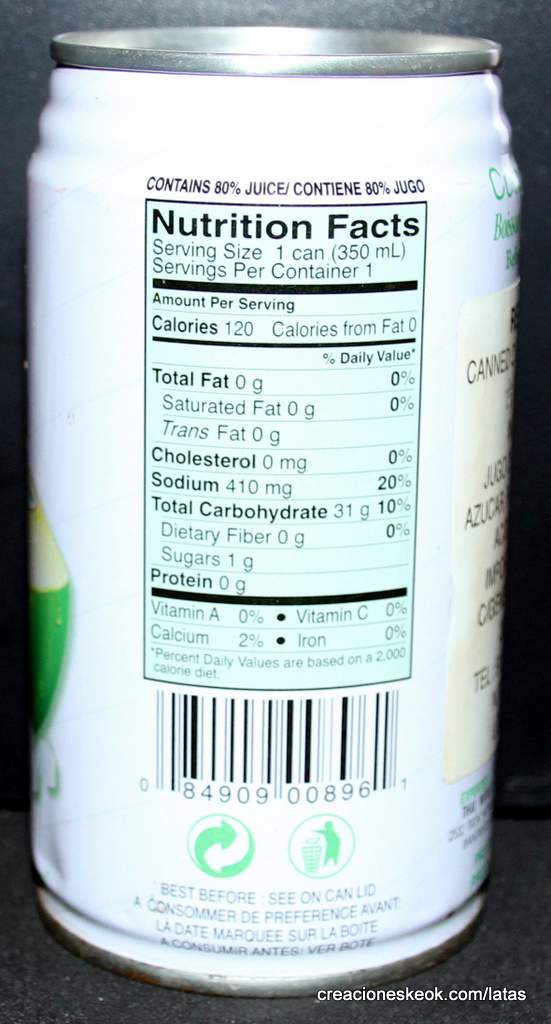 CONTAINS 80% JUICE/ CONTIENE 80% JUGO
Nutrition Facts
Serving Size 1 can (350 mL)
Servings Per Container 1
Amount Per Serving
Calories 120 Calories from Fat 0
% Daily Value*
Total Fat 0 g 0%
Saturated Fat 0 g 0%
Trans Fat 0 g
Cholesterol 0 mg 0%
Sodium 410 mg 20%
Total Carbohydrate 31 g 10%
Dietary Fiber 0 g 0%
Sugars 1 g
Protein 0 g
Vitamin A 0% • Vitamin C 0%
Calcium 2% • Iron 0%
*Percent Daily Values are based on a 2,000
calorie diet.
0 84909 00896 1
BEST BEFORE : SEE ON CAN LID
A CONSOMMER DE PREFERENCE AVANT:
LA DATE MARQUEE SUR LA BOITE
A CONSUMIR ANTES: VER BOTE
CANNED
AZUCAR
TEL
creacioneskeok.com/latas